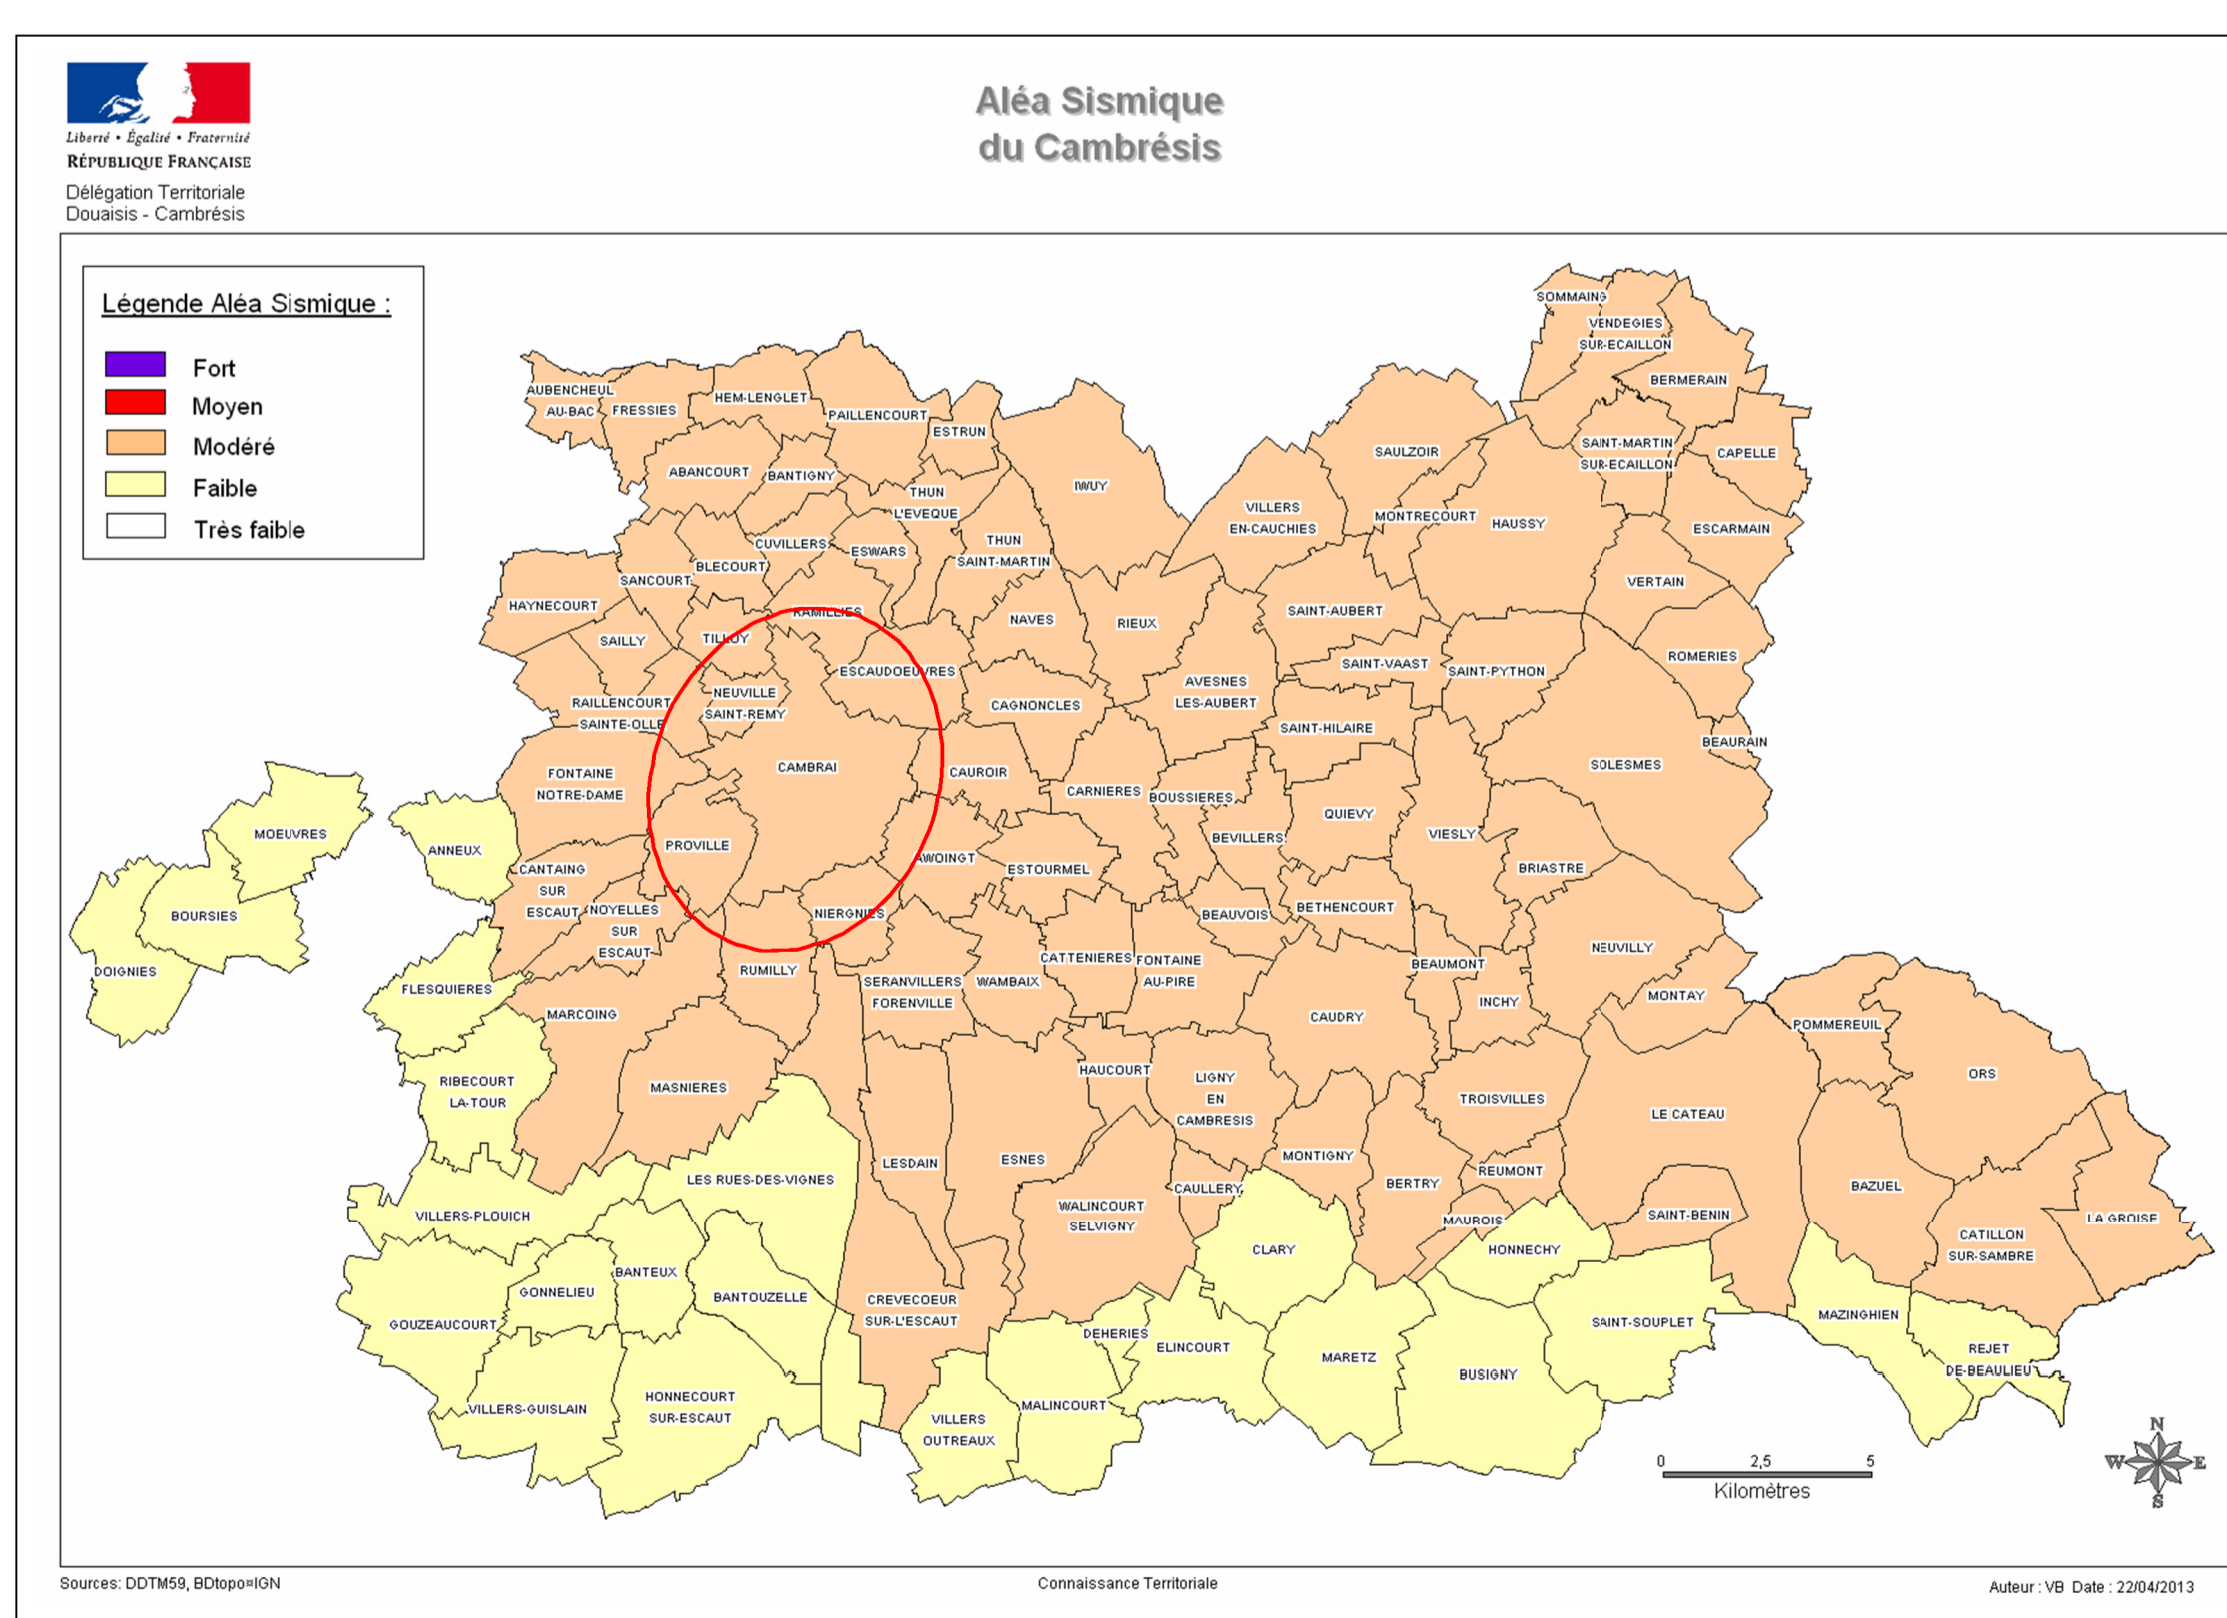 Liberté • Égalité • Fraternité
RÉPUBLIQUE FRANÇAISE
Délégation Territoriale
Douaisis - Cambrésis
Aléa Sismique
du Cambrésis
Légende Aléa Sismique :
Fort
Moyen
Modéré
Faible
Très faible
SOMMAING
VENDEGIES
SUR-ECAILLON
BERMERAIN
AUBENCHEUL
AU-BAC
FRESSIES
HEM-LENGLET
PAILLENCOURT
ESTRUN
ABANCOURT
BANTIGNY
THUN
L'EVEQUE
IWUY
SAULZOIR
SAINT-MARTIN
SUR-ECAILLON
CAPELLE
VILLERS
EN-CAUCHIES
MONTRECOURT
HAUSSY
ESCARMAIN
CUVILLERS
ESWARS
THUN
SAINT-MARTIN
BLECOURT
SANCOURT
VERTAIN
HAYNECOURT
RAMILLIES
NAVES
RIEUX
SAINT-AUBERT
SAILLY
TILLOY
ESCAUDOEUVRES
SAINT-VAAST
SAINT-PYTHON
ROMERIES
RAILLENCOURT
SAINTE-OLLE
NEUVILLE
SAINT-REMY
CAGNONCLES
AVESNES
LES-AUBERT
SAINT-HILAIRE
BEAURAIN
FONTAINE
NOTRE-DAME
CAMBRAI
CAUROIR
CARNIERES
BOUSSIERES
SOLESMES
MOEUVRES
ANNEUX
PROVILLE
AWOINGT
ESTOURMEL
BEVILLERS
QUIEVY
VIESLY
BRIASTRE
CANTAING
SUR
ESCAUT
NOYELLES
SUR
ESCAUT
NIERGNIES
BEAUVOIS
BETHENCOURT
BOURSIES
DOIGNIES
FLESQUIERES
RUMILLY
SERANVILLERS
FORENVILLE
WAMBAIX
CATTENIERES
FONTAINE
AU-PIRE
BEAUMONT
NEUVILLY
INCHY
MONTAY
MARCOING
CAUDRY
POMMEREUIL
RIBECOURT
LA-TOUR
MASNIERES
HAUCOURT
LIGNY
EN
CAMBRESIS
TROISVILLES
LE CATEAU
ORS
LES RUES-DES-VIGNES
LESDAIN
ESNES
MONTIGNY
BERTRY
REUMONT
BAZUEL
CAULLERY
VILLERS-PLOUICH
WALINCOURT
SELVIGNY
MAUROIS
SAINT-BENIN
LA GROISE
CATILLON
SUR-SAMBRE
CLARY
HONNECHY
BANTEUX
GONNELIEU
BANTOUZELLE
CREVECOEUR
SUR-L'ESCAUT
GOUZEAUCOURT
DEHERIES
ELINCOURT
MARETZ
SAINT-SOUPLET
MAZINGHIEN
REJET
DE-BEAULIEU
BUSIGNY
VILLERS-GUISLAIN
HONNECOURT
SUR-ESCAUT
VILLERS
OUTREAUX
MALINCOURT
0 2,5 5
Kilomètres
N
W E
S
Sources: DDTM59, BDtopo¤IGN
Connaissance Territoriale
Auteur : VB Date : 22/04/2013